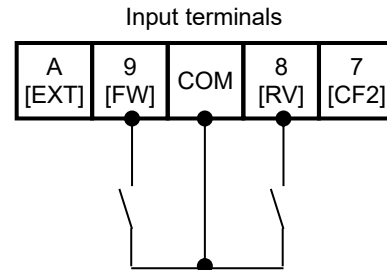 Input terminals
A 9 COM 8 7
[EXT] [FW] [RV] [CF2]